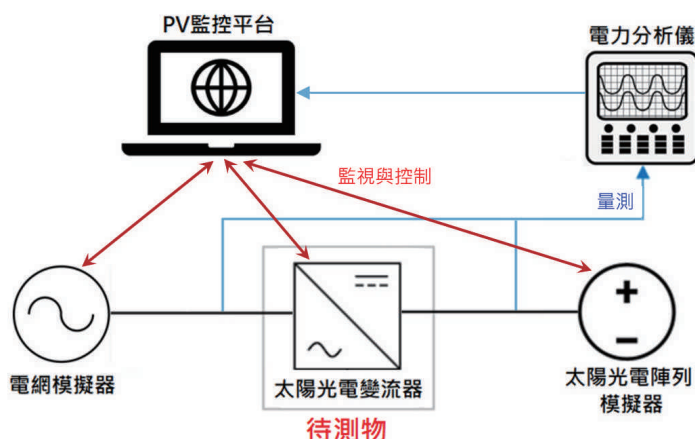 PV監控平台
電力分析儀
監視與控制
量測
電網模擬器
太陽光電變流器
待測物
太陽光電陣列
模擬器